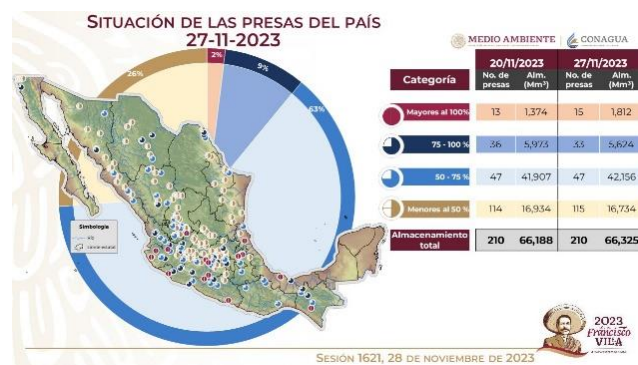 SITUACIÓN DE LAS PRESAS DEL PAÍS
27-11-2023
MEDIO AMBIENTE | CONAGUA
2%
9%
26%
63%
20/11/2023 27/11/2023
Categoría No. de presas Alm. (Mm³) No. de presas Alm. (Mm³)
Mayores al 100% 13 1,374 15 1,812
75 - 100 % 36 5,973 33 5,624
50 - 75 % 47 41,907 47 42,156
Menores al 50 % 114 16,934 115 16,734
Almacenamiento total 210 66,188 210 66,325
Simbología
2023
Francisco
VILLA
SESIÓN 1621, 28 DE NOVIEMBRE DE 2023